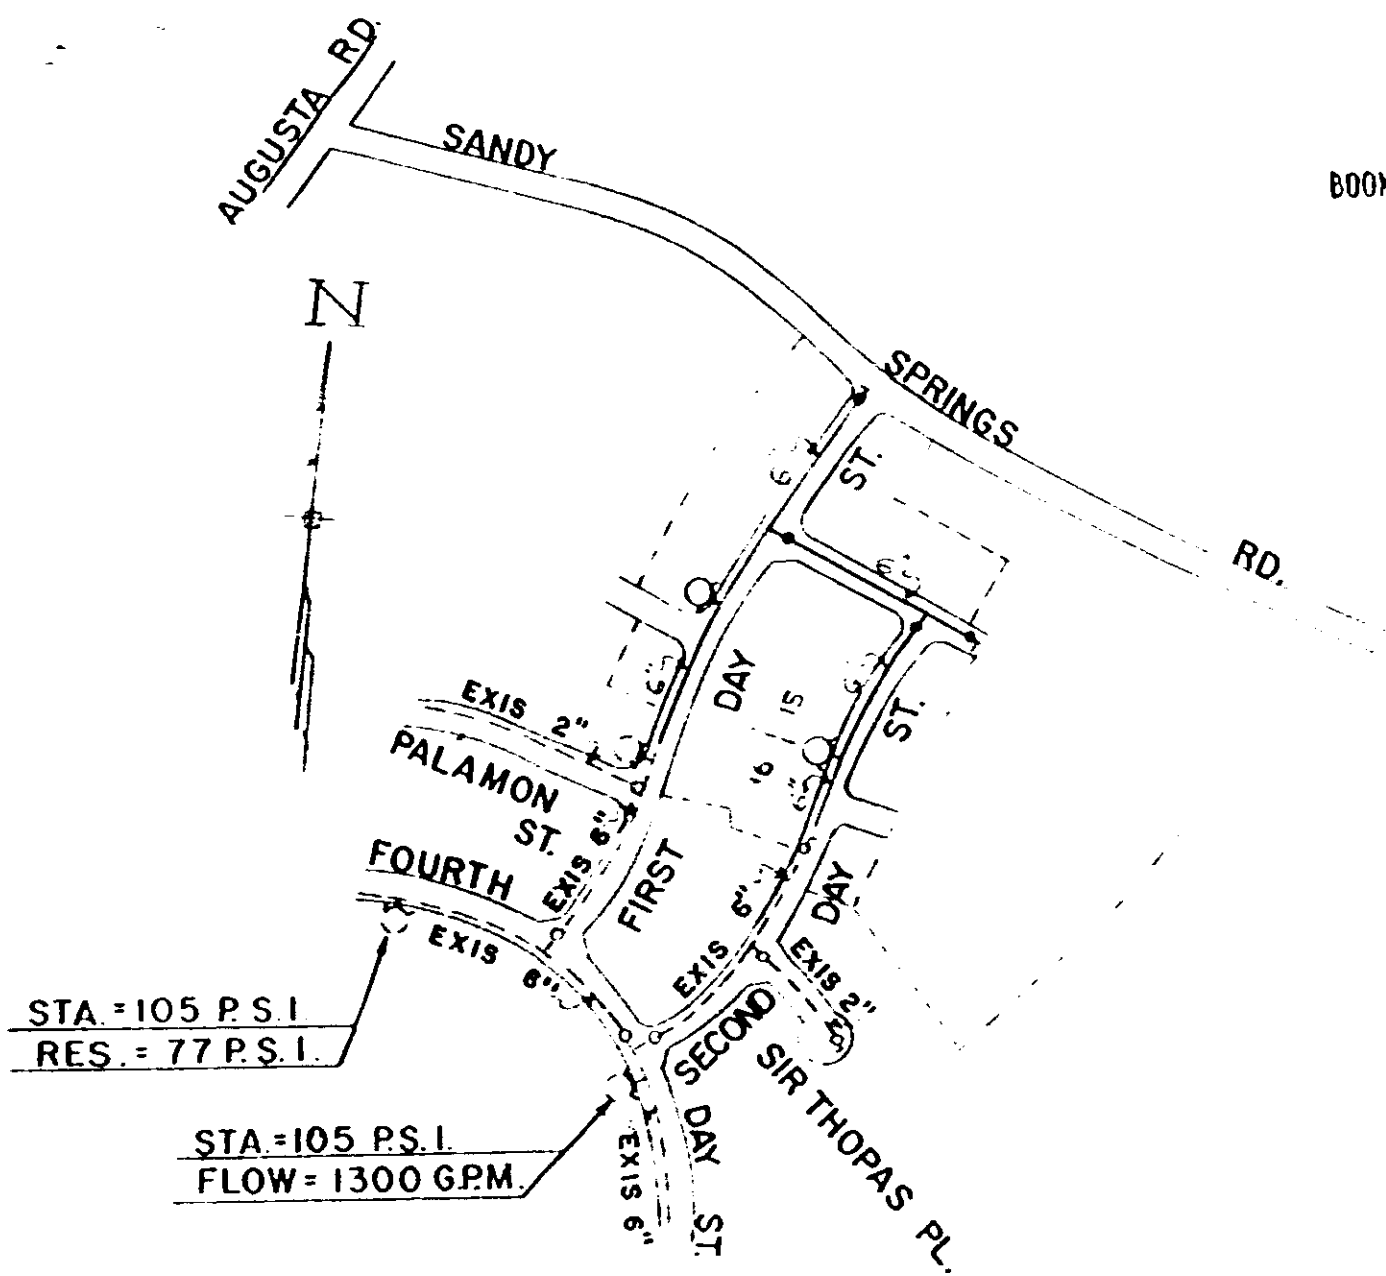 AUGUSTA RD.
SANDY
SPRINGS
RD.
N
ST.
6"
6"
DAY
15
6"
ST.
EXIS 2"
PALAMON
ST.
16
6"
FOURTH
EXIS 6"
FIRST
DAY
EXIS 6"
EXIS 6"
EXIS 2"
STA. = 105 P.S.I.
RES. = 77 P.S.I.
SECOND
DAY
ST.
SIR THOPAS PL.
STA. = 105 P.S.I.
FLOW = 1300 G.P.M.
EXIS 6"